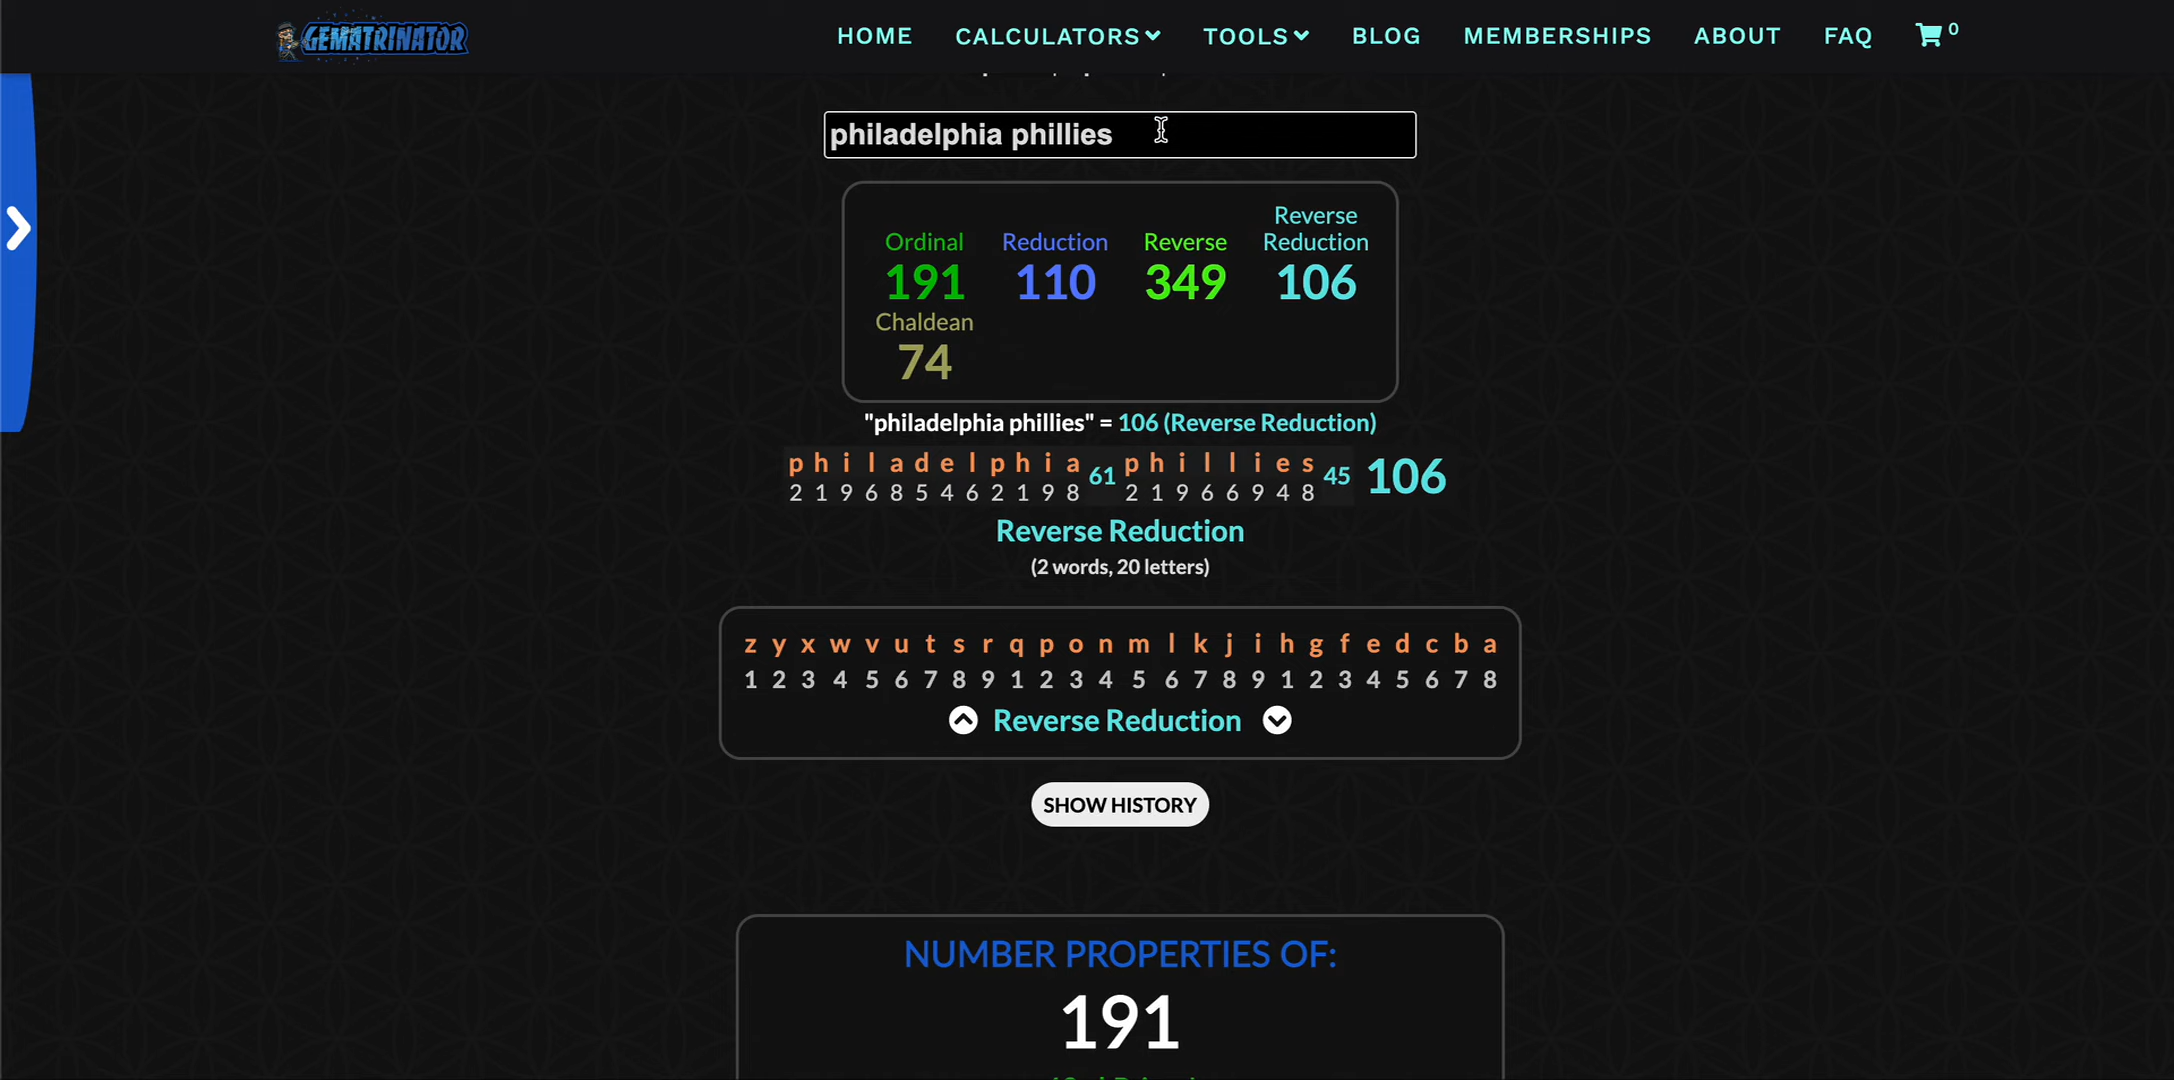 GEMATRINATOR
HOME CALCULATORS TOOLS BLOG MEMBERSHIPS ABOUT FAQ 0
philadelphia phillies
Ordinal Reduction Reverse Reverse Reduction
191 110 349 106
Chaldean
74
"philadelphia phillies" = 106 (Reverse Reduction)
p h i l a d e l p h i a 61 p h i l l i e s 45 106
2 1 9 6 8 5 4 6 2 1 9 8 2 1 9 6 6 9 4 8
Reverse Reduction
(2 words, 20 letters)
z y x w v u t s r q p o n m l k j i h g f e d c b a
1 2 3 4 5 6 7 8 9 1 2 3 4 5 6 7 8 9 1 2 3 4 5 6 7 8
Reverse Reduction
SHOW HISTORY
NUMBER PROPERTIES OF:
191